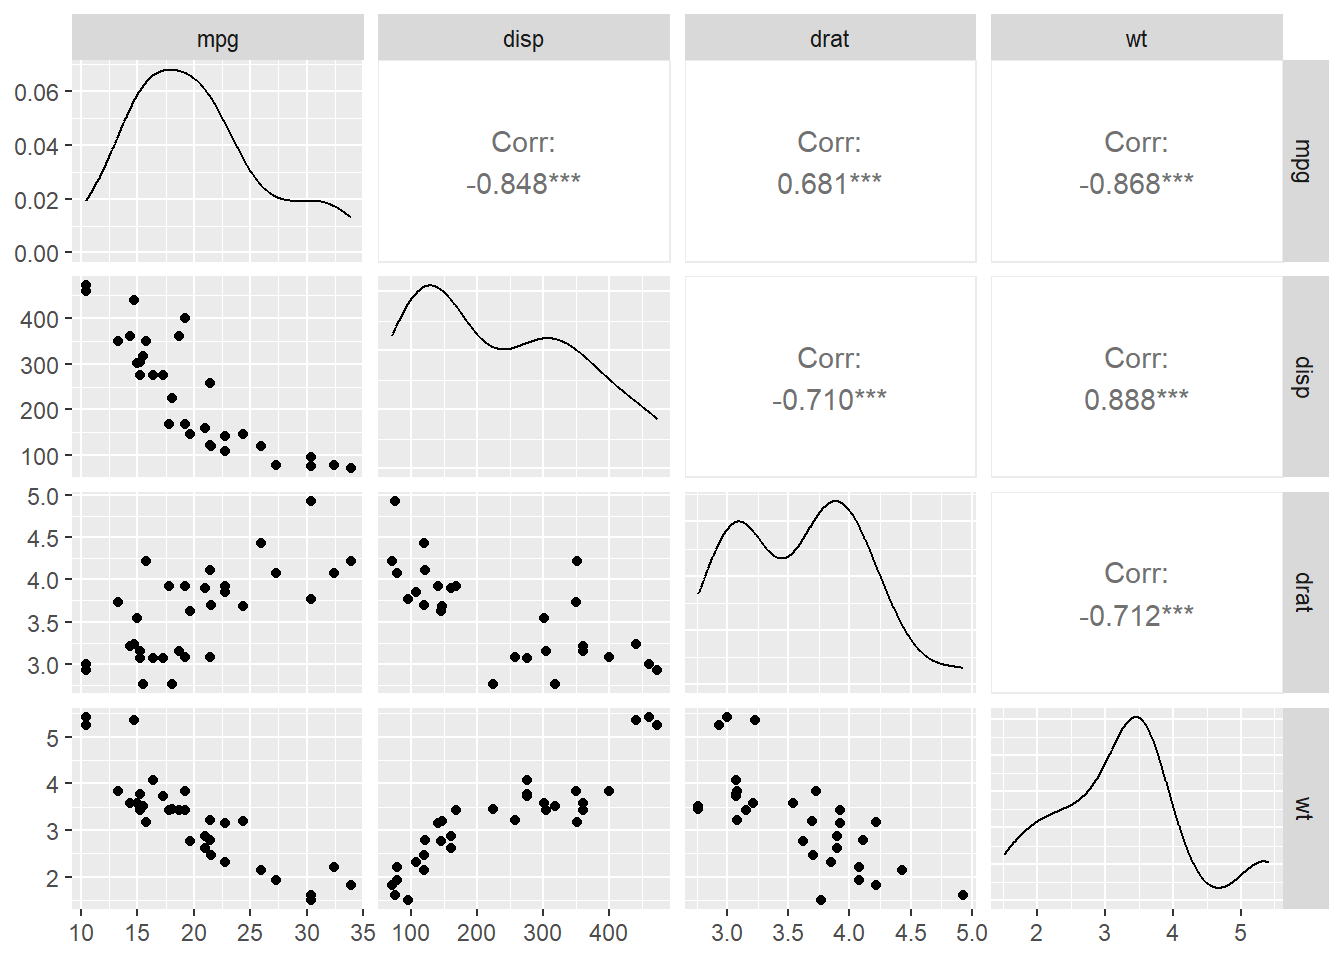 mpg
disp
drat
wt
0.06
0.04
0.02
0.00
Corr:
-0.848***
Corr:
0.681***
Corr:
-0.868***
mpg
400
300
200
100
Corr:
-0.710***
Corr:
0.888***
disp
5.0
4.5
4.0
3.5
3.0
Corr:
-0.712***
drat
5
4
3
2
wt
10 15 20 25 30 35
100 200 300 400
3.0 3.5 4.0 4.5 5.0
2 3 4 5